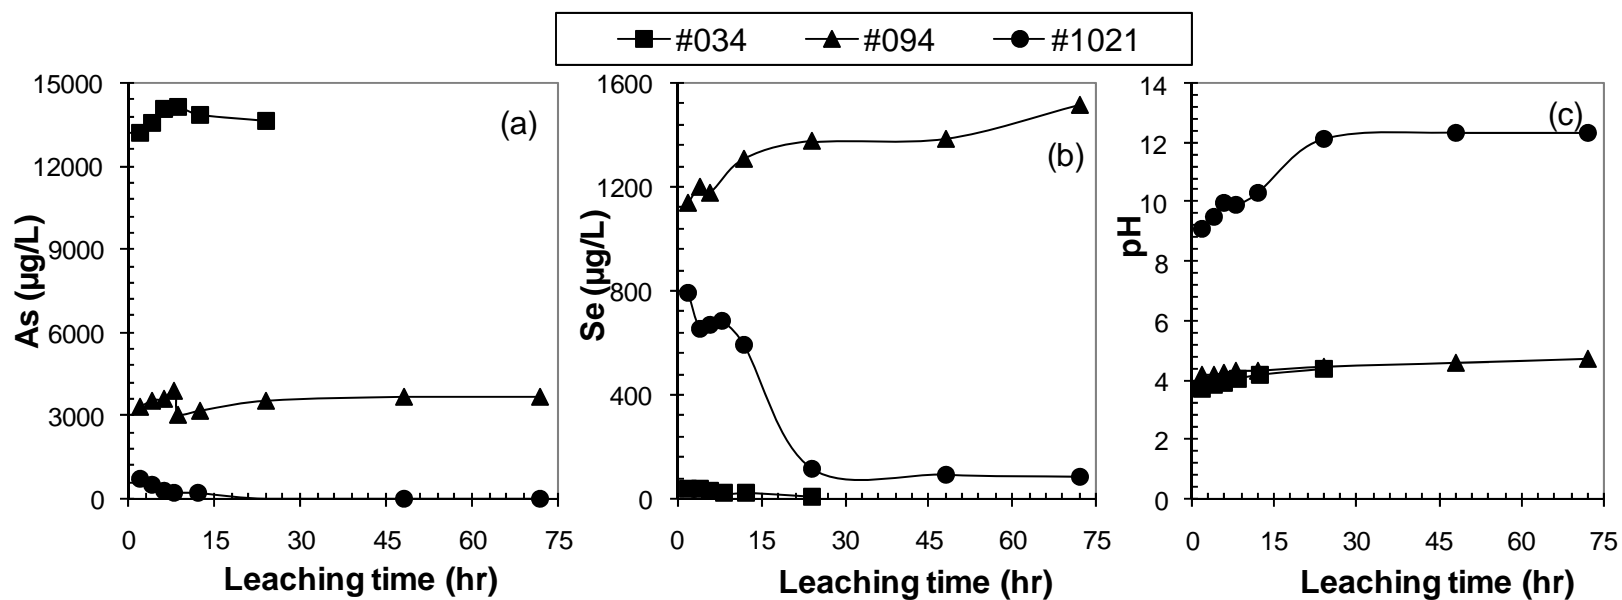 #034 #094 #1021
As (µg/L)
15000
12000
9000
6000
3000
0
(a)
0 15 30 45 60 75
Leaching time (hr)
Se (µg/L)
1600
1200
800
400
0
(b)
0 15 30 45 60 75
Leaching time (hr)
pH
14
12
10
8
6
4
2
0
(c)
0 15 30 45 60 75
Leaching time (hr)